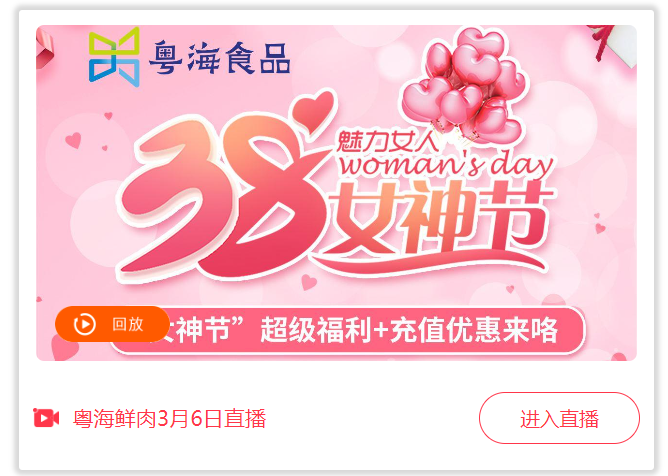 粤海食品
38
魅力女人
woman's day
女神节
回放
女神节”超级福利+充值优惠来咯
粤海鲜肉3月6日直播
进入直播